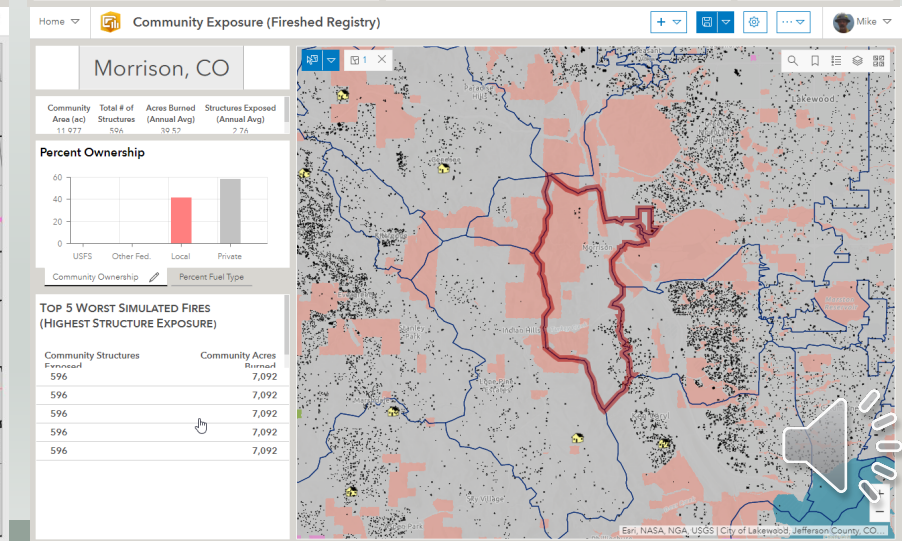 Home
Community Exposure (Fireshed Registry)
Mike
Morrison, CO
Community Area (ac)
Total # of Structures
Acres Burned (Annual Avg)
Structures Exposed (Annual Avg)
11,977 596 39.52 2.76
Percent Ownership
60
40
20
0
USFS Other Fed. Local Private
Community Ownership
Percent Fuel Type
TOP 5 WORST SIMULATED FIRES
(HIGHEST STRUCTURE EXPOSURE)
Community Structures Exposed
Community Acres Burned
596 7,092
596 7,092
596 7,092
596 7,092
596 7,092
1
Lakewood
Morrison
Indian Hills
Park
Esri, NASA, NGA, USGS | City of Lakewood, Jefferson County, CO...